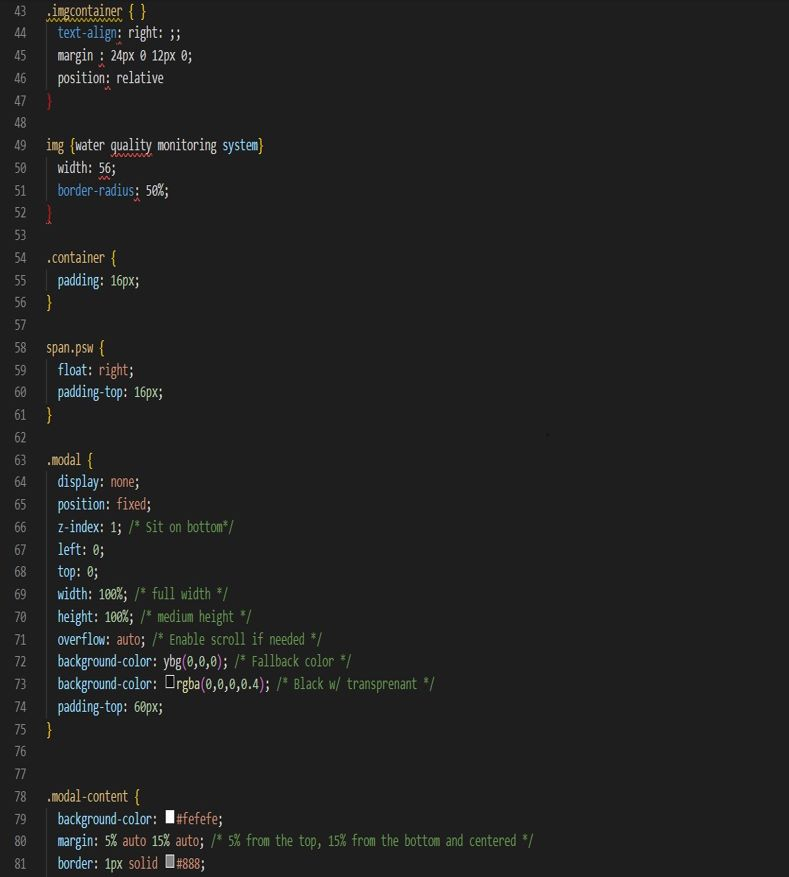 43 .imgcontainer { }
44 text-align: right: ;;
45 margin : 24px 0 12px 0;
46 position: relative
47 }
48
49 img {water quality monitoring system}
50 width: 56;
51 border-radius: 50%;
52 }
53
54 .container {
55 padding: 16px;
56 }
57
58 span.psw {
59 float: right;
60 padding-top: 16px;
61 }
62
63 .modal {
64 display: none;
65 position: fixed;
66 z-index: 1; /* Sit on bottom*/
67 left: 0;
68 top: 0;
69 width: 100%; /* full width */
70 height: 100%; /* medium height */
71 overflow: auto; /* Enable scroll if needed */
72 background-color: ybg(0,0,0); /* Fallback color */
73 background-color: rgba(0,0,0,0.4); /* Black w/ transprenant */
74 padding-top: 60px;
75 }
76
77
78 .modal-content {
79 background-color: #fefefe;
80 margin: 5% auto 15% auto; /* 5% from the top, 15% from the bottom and centered */
81 border: 1px solid #888;